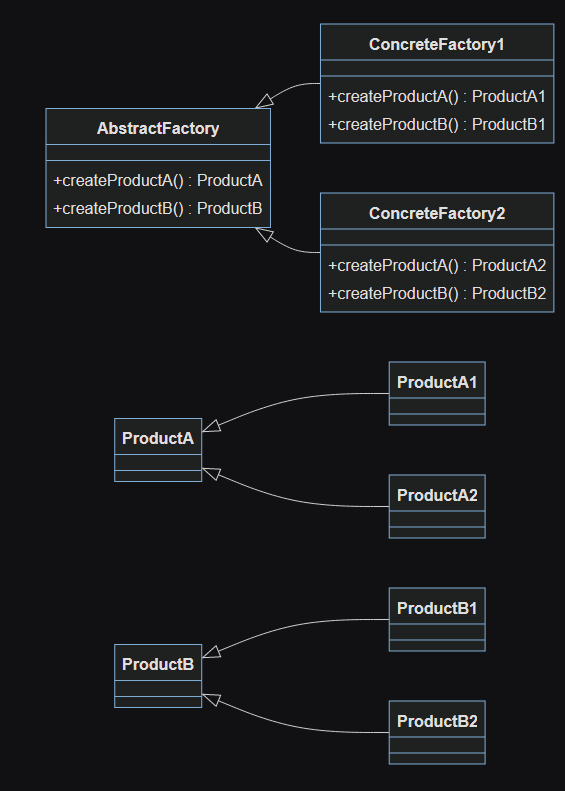 ConcreteFactory1
+createProductA() : ProductA1
+createProductB() : ProductB1
AbstractFactory
+createProductA() : ProductA
+createProductB() : ProductB
ConcreteFactory2
+createProductA() : ProductA2
+createProductB() : ProductB2
ProductA1
ProductA
ProductA2
ProductB1
ProductB
ProductB2